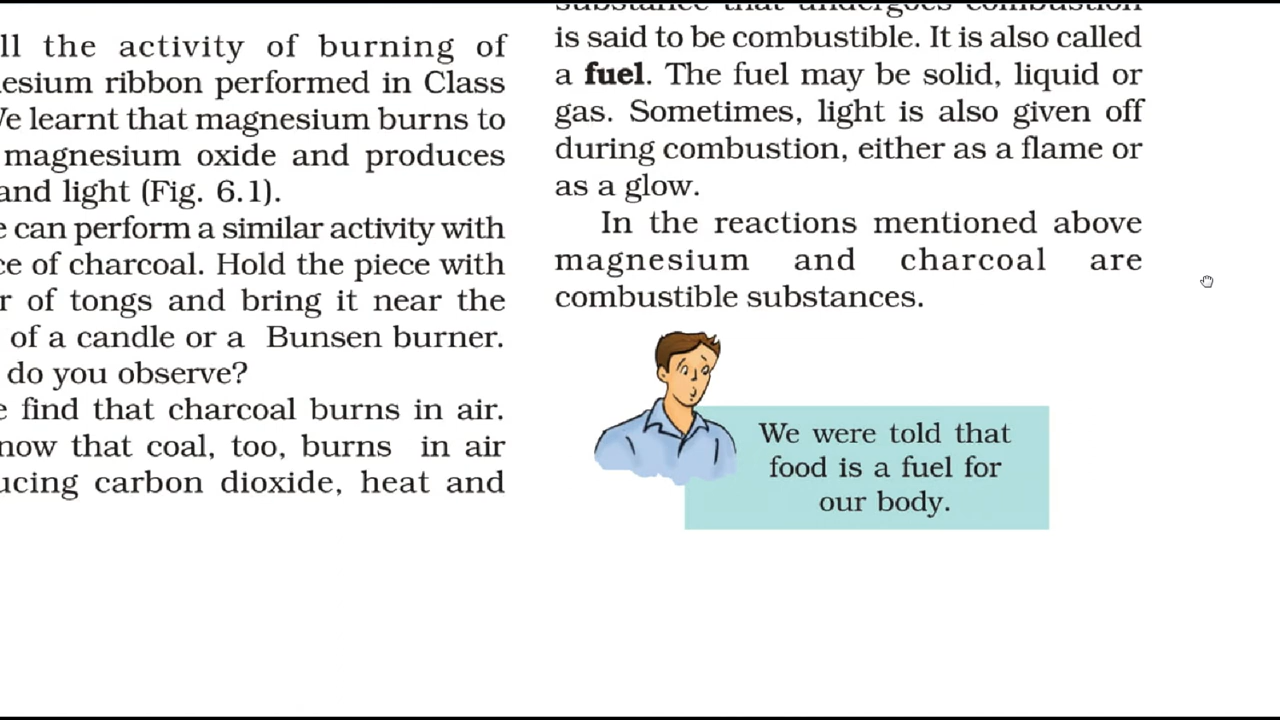 ll the activity of burning of
esium ribbon performed in Class
We learnt that magnesium burns to
magnesium oxide and produces
and light (Fig. 6.1).
e can perform a similar activity with
ce of charcoal. Hold the piece with
r of tongs and bring it near the
of a candle or a Bunsen burner.
do you observe?
e find that charcoal burns in air.
now that coal, too, burns in air
ucing carbon dioxide, heat and
substance that undergoes combustion
is said to be combustible. It is also called
a fuel. The fuel may be solid, liquid or
gas. Sometimes, light is also given off
during combustion, either as a flame or
as a glow.
In the reactions mentioned above
magnesium and charcoal are
combustible substances.
We were told that
food is a fuel for
our body.